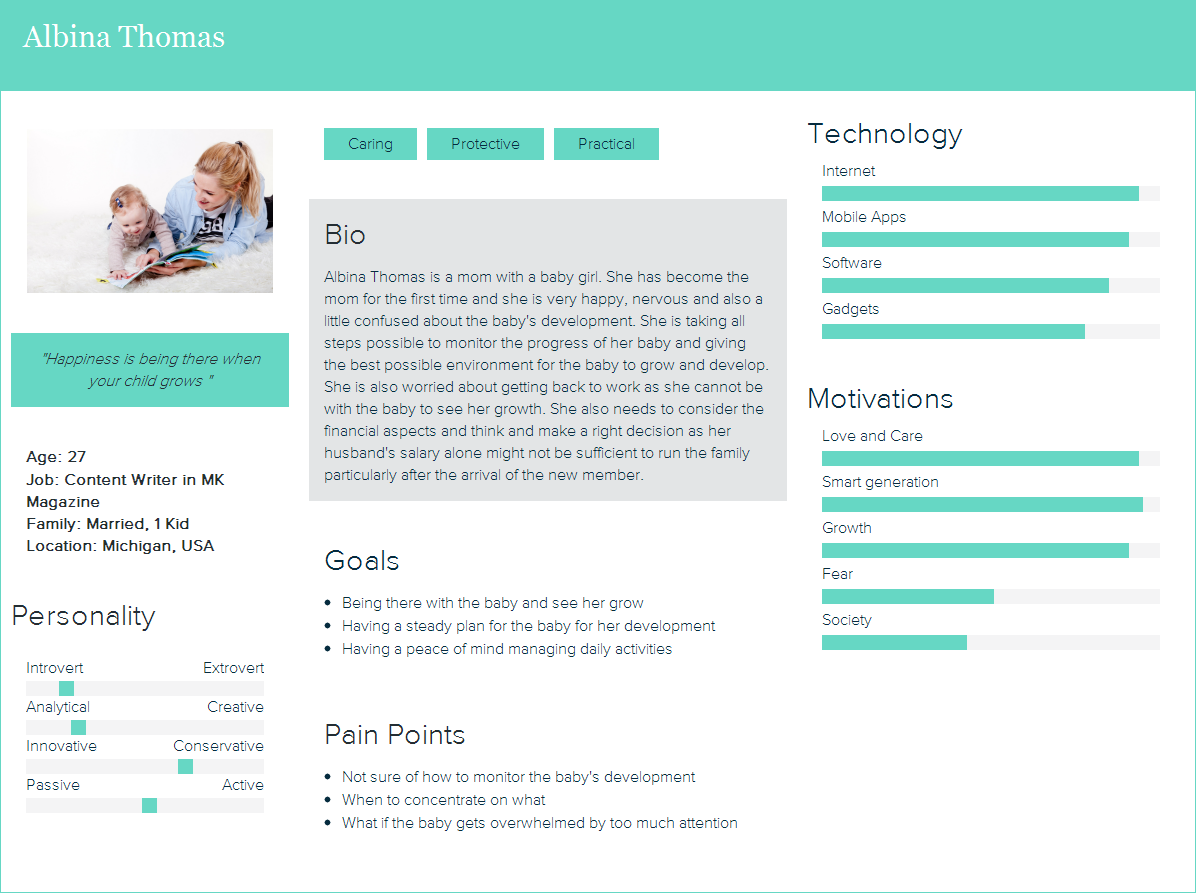 Albina Thomas
"Happiness is being there when
your child grows "
Age: 27
Job: Content Writer in MK
Magazine
Family: Married, 1 Kid
Location: Michigan, USA
Personality
Introvert Extrovert
Analytical Creative
Innovative Conservative
Passive Active
Caring Protective Practical
Bio
Albina Thomas is a mom with a baby girl. She has become the
mom for the first time and she is very happy, nervous and also a
little confused about the baby's development. She is taking all
steps possible to monitor the progress of her baby and giving
the best possible environment for the baby to grow and develop.
She is also worried about getting back to work as she cannot be
with the baby to see her growth. She also needs to consider the
financial aspects and think and make a right decision as her
husband's salary alone might not be sufficient to run the family
particularly after the arrival of the new member.
Goals
• Being there with the baby and see her grow
• Having a steady plan for the baby for her development
• Having a peace of mind managing daily activities
Pain Points
• Not sure of how to monitor the baby's development
• When to concentrate on what
• What if the baby gets overwhelmed by too much attention
Technology
Internet
Mobile Apps
Software
Gadgets
Motivations
Love and Care
Smart generation
Growth
Fear
Society